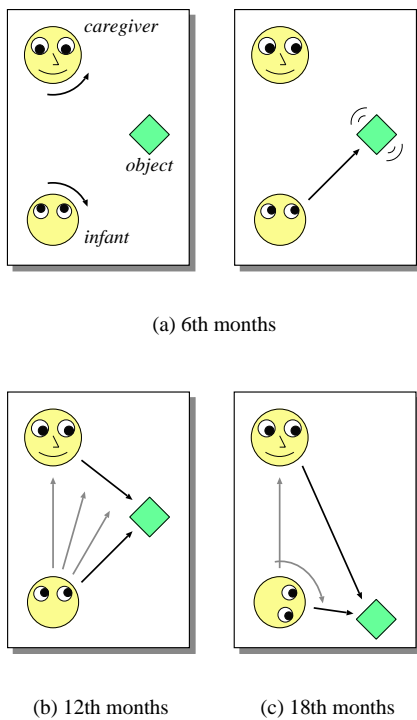 caregiver
object
infant
(a) 6th months
(b) 12th months
(c) 18th months